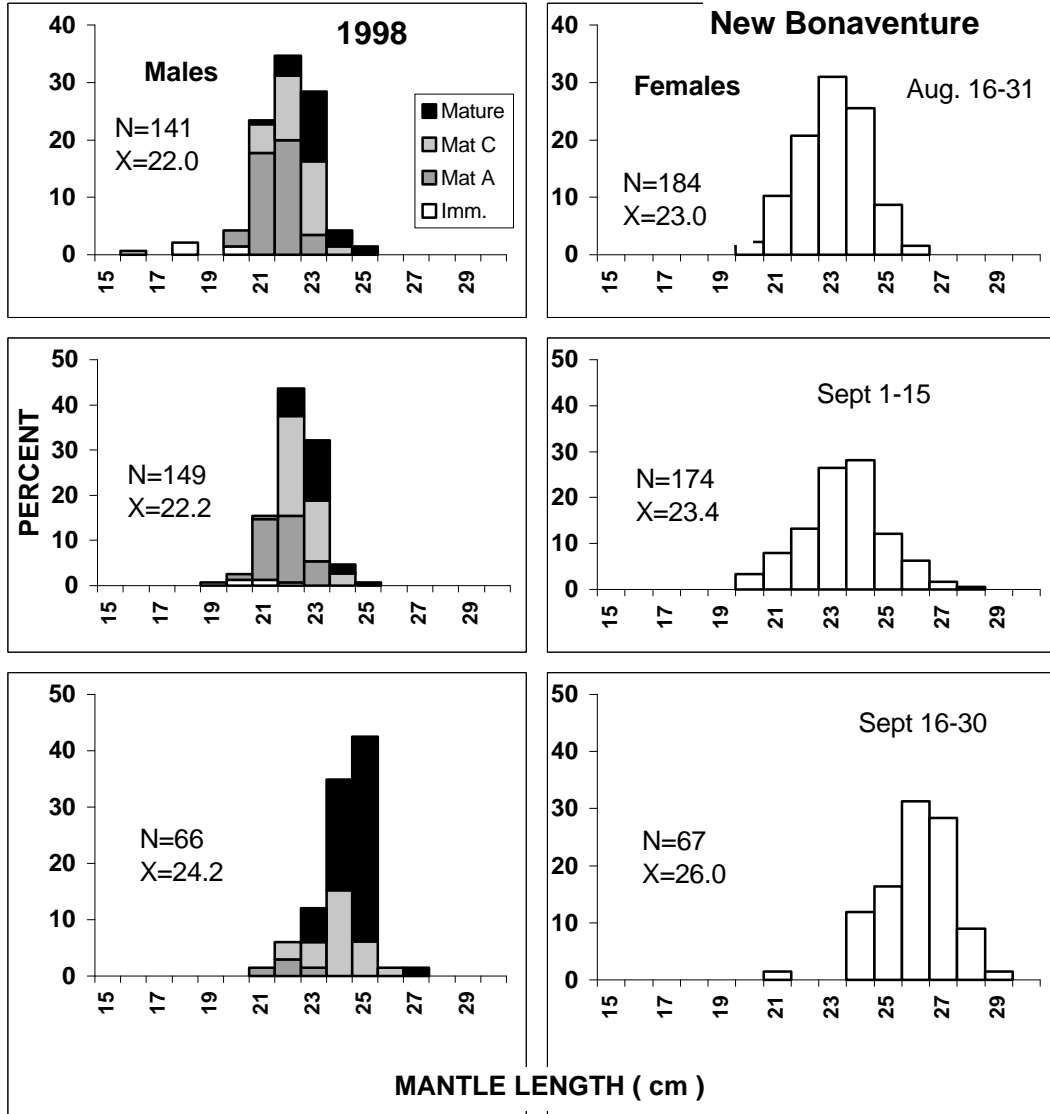 1998
New Bonaventure
Males
Females
Aug. 16-31
N=141
X=22.0
Mature
Mat C
Mat A
Imm.
N=184
X=23.0
40
30
20
10
0
15 17 19 21 23 25 27 29
40
30
20
10
0
15 17 19 21 23 25 27 29
PERCENT
N=149
X=22.2
50
40
30
20
10
0
15 17 19 21 23 25 27 29
Sept 1-15
N=174
X=23.4
50
40
30
20
10
0
15 17 19 21 23 25 27 29
N=66
X=24.2
50
40
30
20
10
0
15 17 19 21 23 25 27 29
Sept 16-30
N=67
X=26.0
50
40
30
20
10
0
15 17 19 21 23 25 27 29
MANTLE LENGTH ( cm )